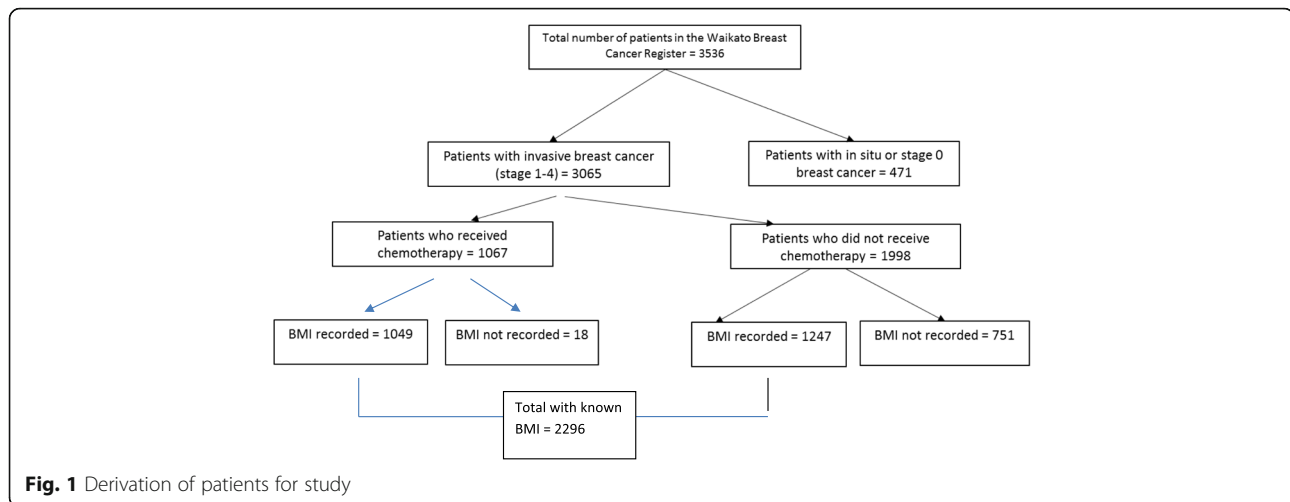 Total number of patients in the Waikato Breast
Cancer Register = 3536
Patients with invasive breast cancer
(stage 1-4) = 3065
Patients with in situ or stage 0
breast cancer = 471
Patients who received
chemotherapy = 1067
Patients who did not receive
chemotherapy = 1998
BMI recorded = 1049
BMI not recorded = 18
BMI recorded = 1247
BMI not recorded = 751
Total with known
BMI = 2296
Fig. 1 Derivation of patients for study